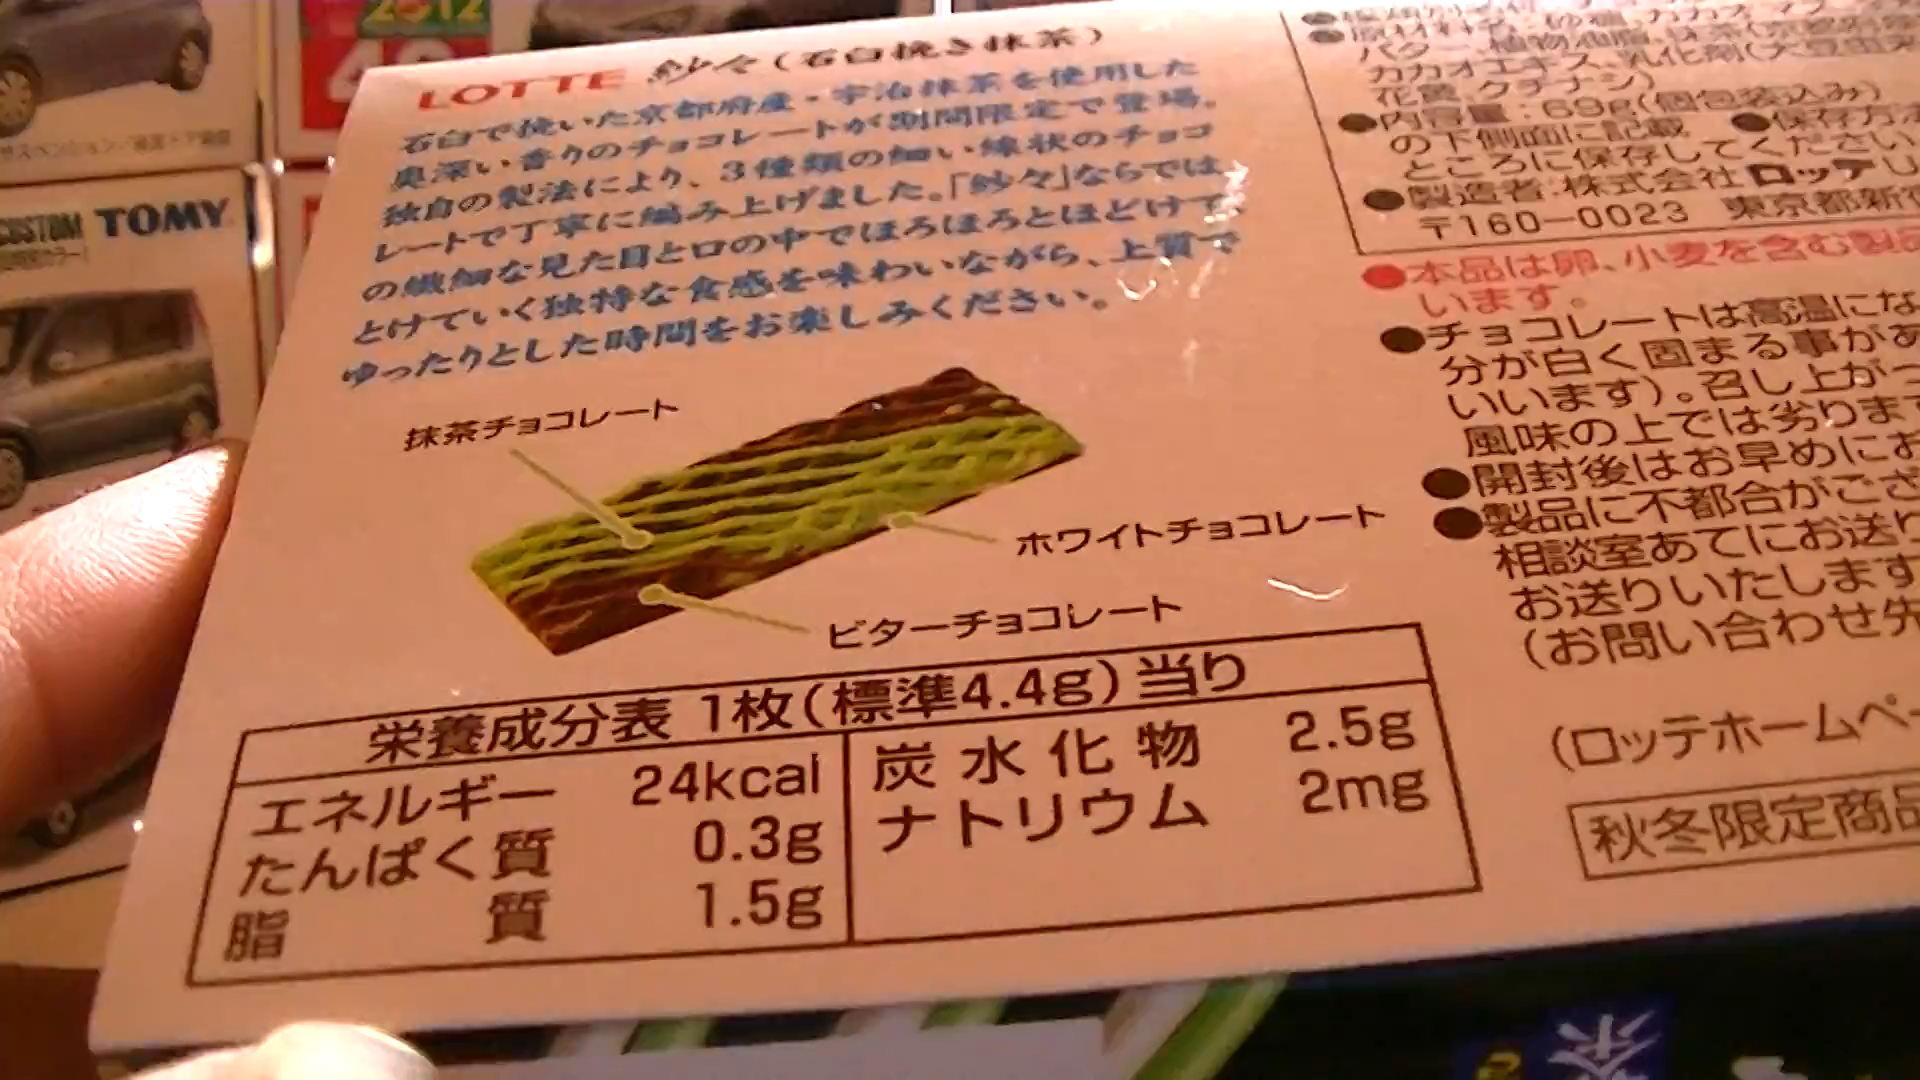 LOTTE 紗々(石臼挽き抹茶)
石臼で挽いた京都府産・宇治抹茶を使用した
奥深い香りのチョコレートが期間限定で登場。
独自の製法により、3種類の細い線状のチョコ
レートで丁寧に編み上げました。「紗々」ならでは
の繊細な見た目と口の中でほろほろとほどけて、
とけていく独特な食感を味わいながら、上質で
ゆったりとした時間をお楽しみください。
抹茶チョコレート
ホワイトチョコレート
ビターチョコレート
栄養成分表 1枚(標準4.4g)当り
エネルギー 24kcal
たんぱく質 0.3g
脂質 1.5g
炭水化物 2.5g
ナトリウム 2mg
バター、植物油脂、抹茶(京都府
カカオエキス、乳化剤(大豆由来
花黄、クチナシ)
●内容量:69g(個包装込み)
の下側面に記載 ●保存方
ところに保存してください
●製造者:株式会社ロッテ
〒160-0023 東京都新宿
●本品は卵、小麦を含む製品
います。
●チョコレートは高温にな
分が白く固まる事があ
いいます)。召し上が
風味の上では劣りま
●開封後はお早めにお
●製品に不都合がござ
相談室あてにお送り
お送りいたします
(お問い合わせ先
(ロッテホームペー
秋冬限定商品
CUSTOM TOMY
茶